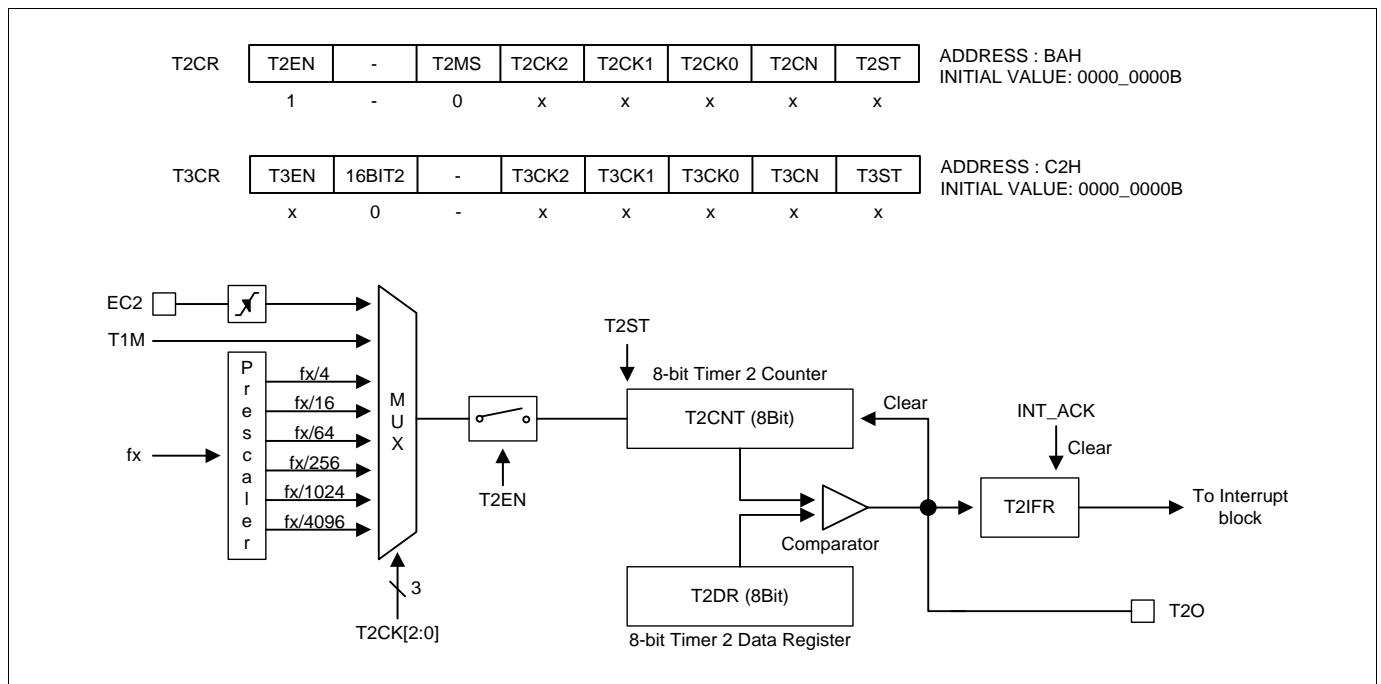 T2CR T2EN - T2MS T2CK2 T2CK1 T2CK0 T2CN T2ST ADDRESS : BAH
INITIAL VALUE: 0000_0000B
1 - 0 x x x x x
T3CR T3EN 16BIT2 - T3CK2 T3CK1 T3CK0 T3CN T3ST ADDRESS : C2H
INITIAL VALUE: 0000_0000B
x 0 - x x x x x
EC2
T1M
fx
Prescaler
fx/4
fx/16
fx/64
fx/256
fx/1024
fx/4096
MUX
3
T2CK[2:0]
T2EN
T2ST
8-bit Timer 2 Counter
T2CNT (8Bit)
Clear
Comparator
T2DR (8Bit)
8-bit Timer 2 Data Register
INT_ACK
Clear
T2IFR
To Interrupt
block
T2O